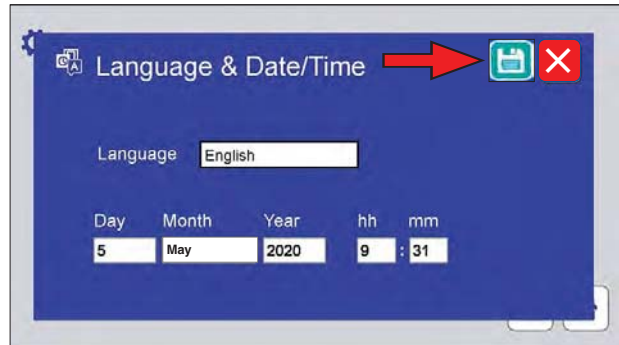 Language & Date/Time
Language English
Day Month Year hh mm
5 May 2020 9 : 31